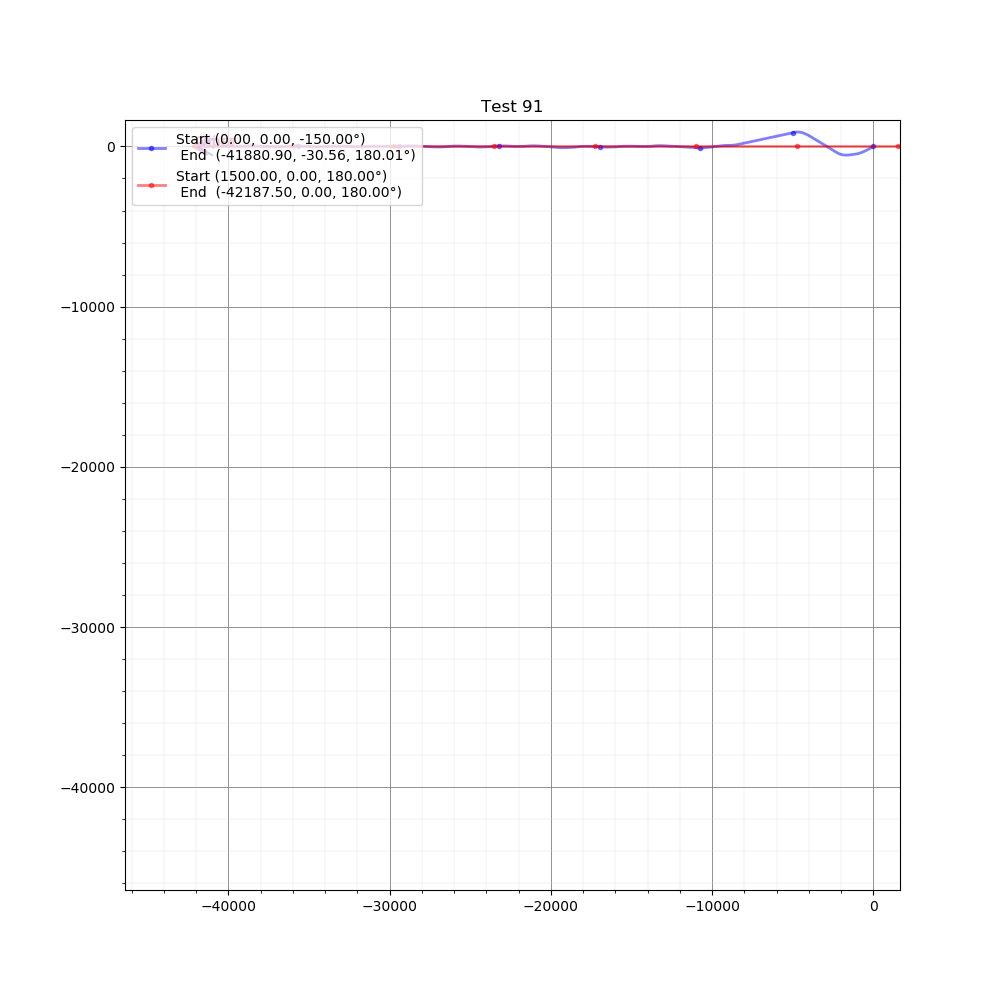 Test 91
Start (0.00, 0.00, -150.00°)
End (-41880.90, -30.56, 180.01°)
Start (1500.00, 0.00, 180.00°)
End (-42187.50, 0.00, 180.00°)
0
−10000
−20000
−30000
−40000
−40000 −30000 −20000 −10000 0